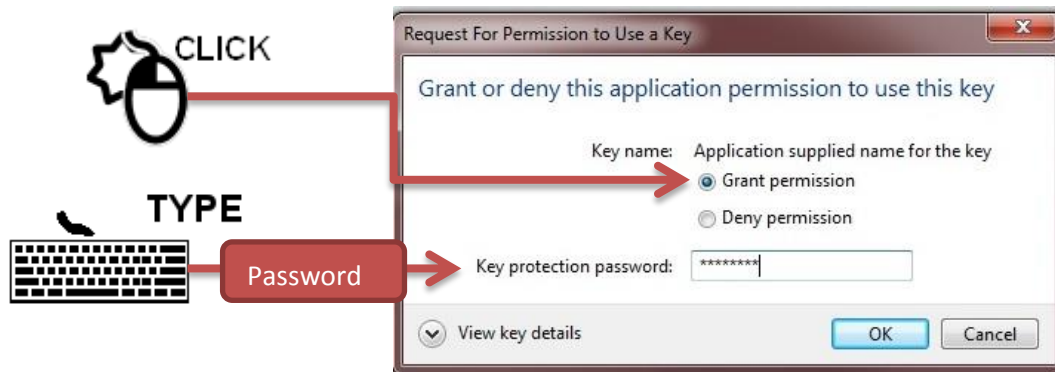 CLICK
TYPE
Password
Request For Permission to Use a Key
Grant or deny this application permission to use this key
Key name: Application supplied name for the key
Grant permission
Deny permission
Key protection password: ********
View key details
OK Cancel